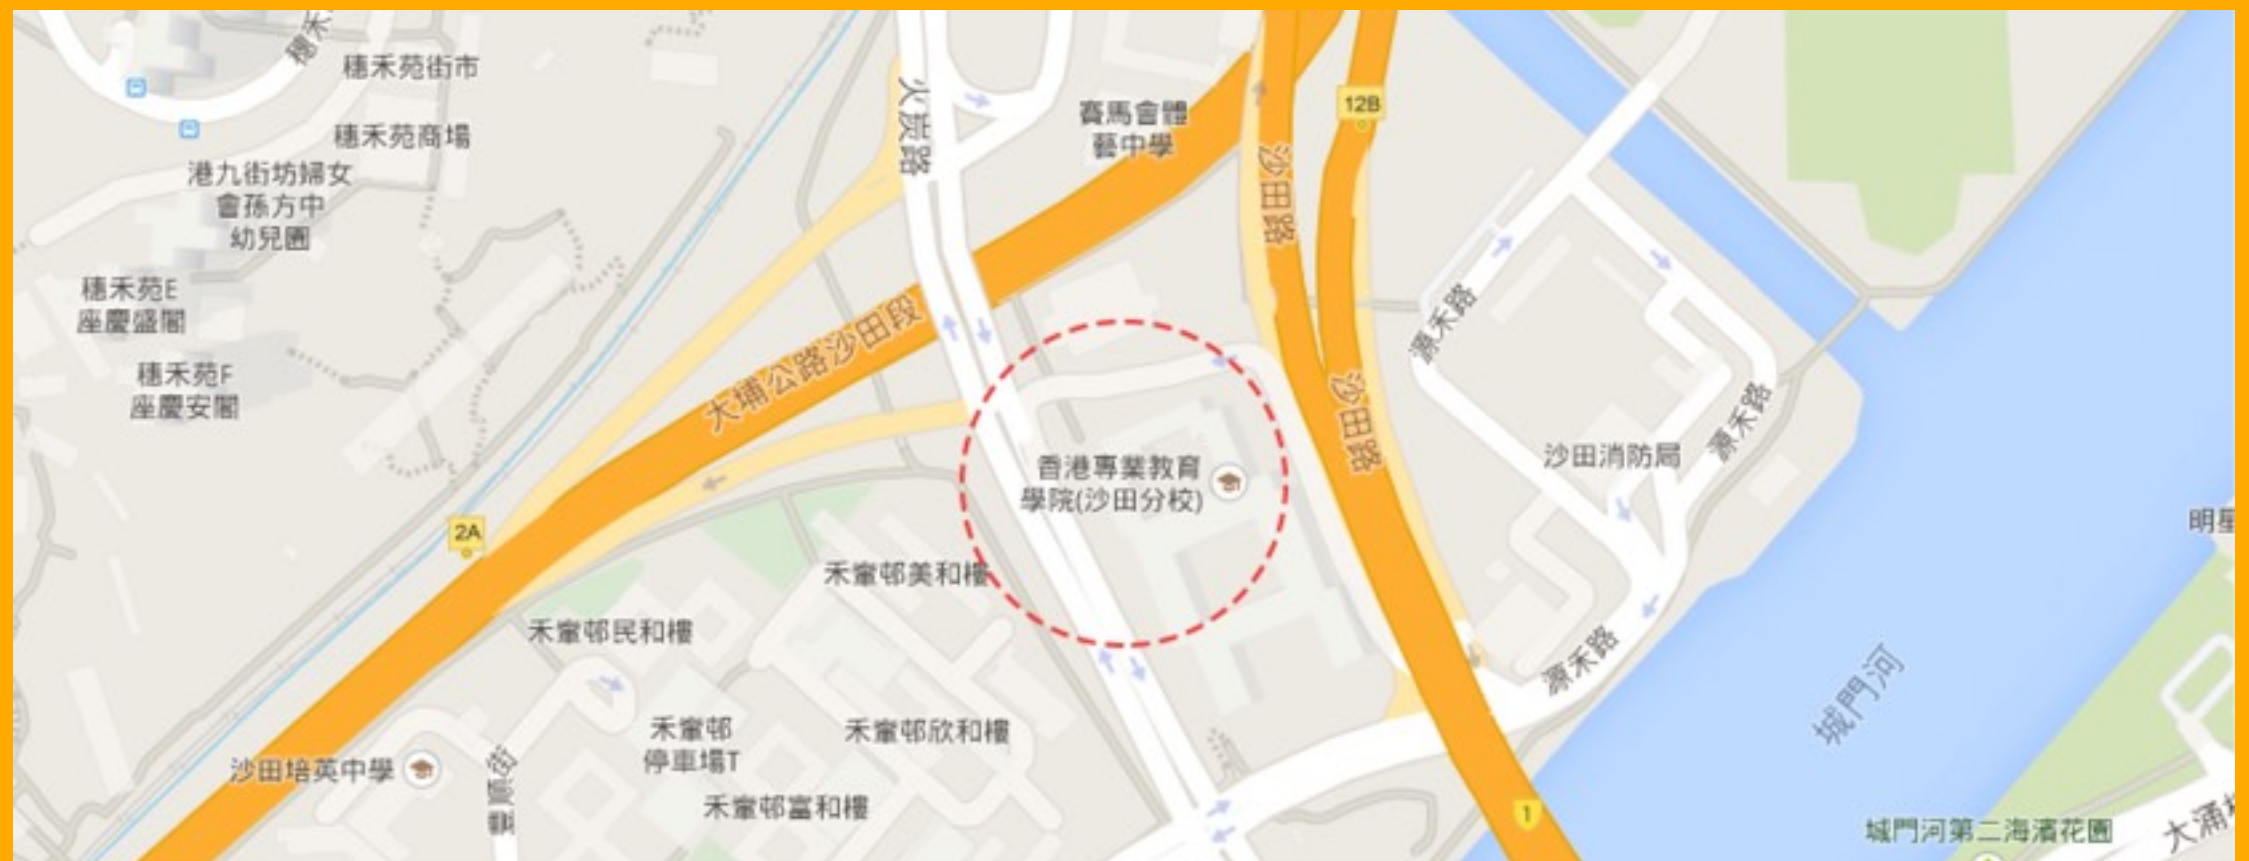 穗禾苑街市
穗禾苑商場
港九街坊婦女
會孫方中
幼兒園
穗禾苑E
座慶盛閣
穗禾苑F
座慶安閣
火炭路
賽馬會體
藝中學
12B
沙田路
沙田路
大埔公路沙田段
源禾路
源禾路
源禾路
沙田消防局
香港專業教育
學院(沙田分校)
2A
禾輋邨美和樓
禾輋邨民和樓
禾輋邨
停車場T
禾輋邨欣和樓
禾輋邨富和樓
沙田培英中學
豐順街
1
城門河
城門河第二海濱花園